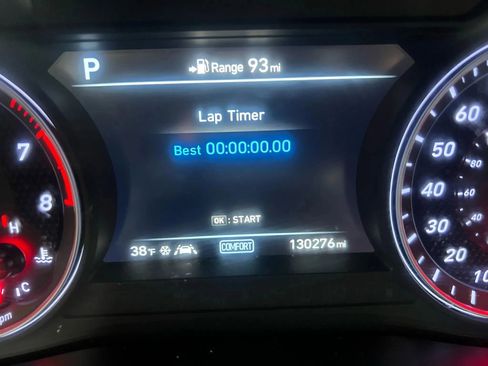 P
Range 93 mi
Lap Timer
Best 00:00:00.00
OK : START
38°F COMFORT 130276 mi
7
8
H
C
pm
60
50
40
30
20
10
80
60
40